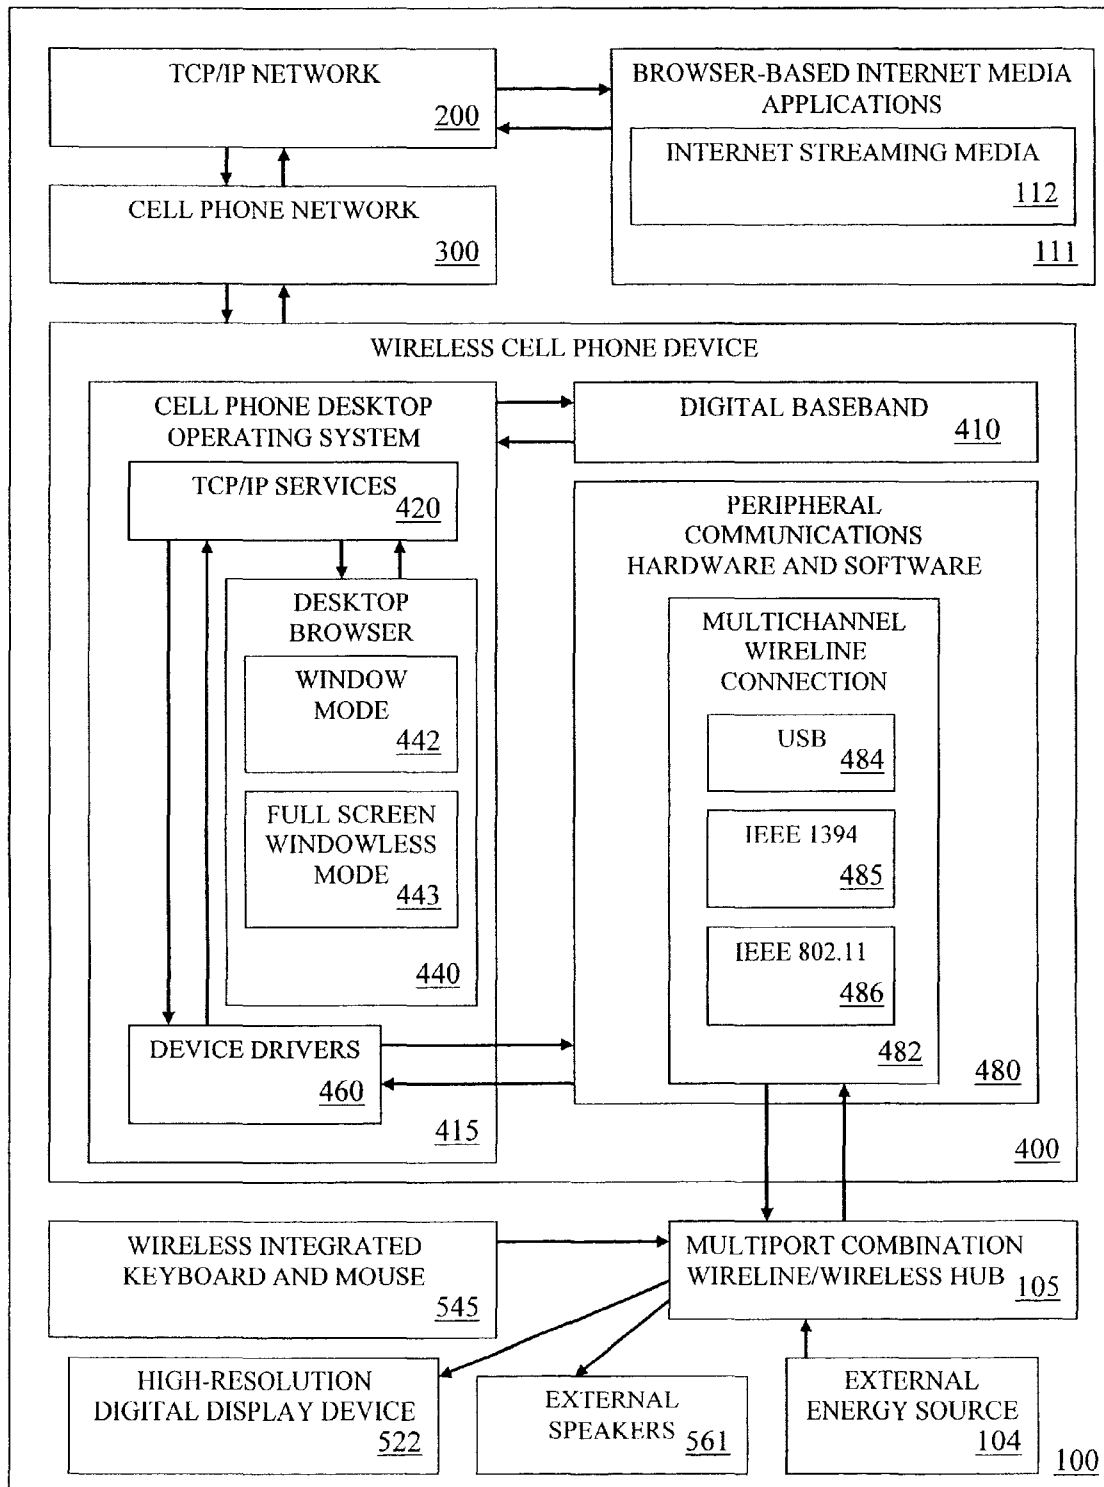 TCP/IP NETWORK
200
BROWSER-BASED INTERNET MEDIA
APPLICATIONS
INTERNET STREAMING MEDIA
112
111
CELL PHONE NETWORK
300
WIRELESS CELL PHONE DEVICE
CELL PHONE DESKTOP
OPERATING SYSTEM
TCP/IP SERVICES
420
DESKTOP
BROWSER
WINDOW
MODE
442
FULL SCREEN
WINDOWLESS
MODE
443
440
DEVICE DRIVERS
460
415
DIGITAL BASEBAND
410
PERIPHERAL
COMMUNICATIONS
HARDWARE AND SOFTWARE
MULTICHANNEL
WIRELINE
CONNECTION
USB
484
IEEE 1394
485
IEEE 802.11
486
482
480
400
WIRELESS INTEGRATED
KEYBOARD AND MOUSE
545
MULTIPORT COMBINATION
WIRELINE/WIRELESS HUB
105
HIGH-RESOLUTION
DIGITAL DISPLAY DEVICE
522
EXTERNAL
SPEAKERS
561
EXTERNAL
ENERGY SOURCE
104
100